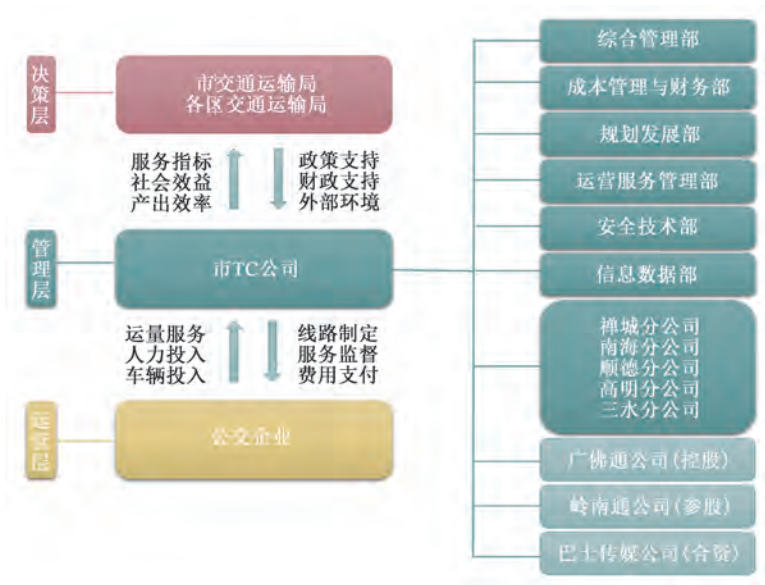 决策层
市交通运输局
各区交通运输局
服务指标
社会效益
产出效率
政策支持
财政支持
外部环境
管理层
市TC公司
运量服务
人力投入
车辆投入
线路制定
服务监督
费用支付
运营层
公交企业
综合管理部
成本管理与财务部
规划发展部
运营服务管理部
安全技术部
信息数据部
禅城分公司
南海分公司
顺德分公司
高明分公司
三水分公司
广佛通公司(控股)
岭南通公司(参股)
巴士传媒公司(合资)